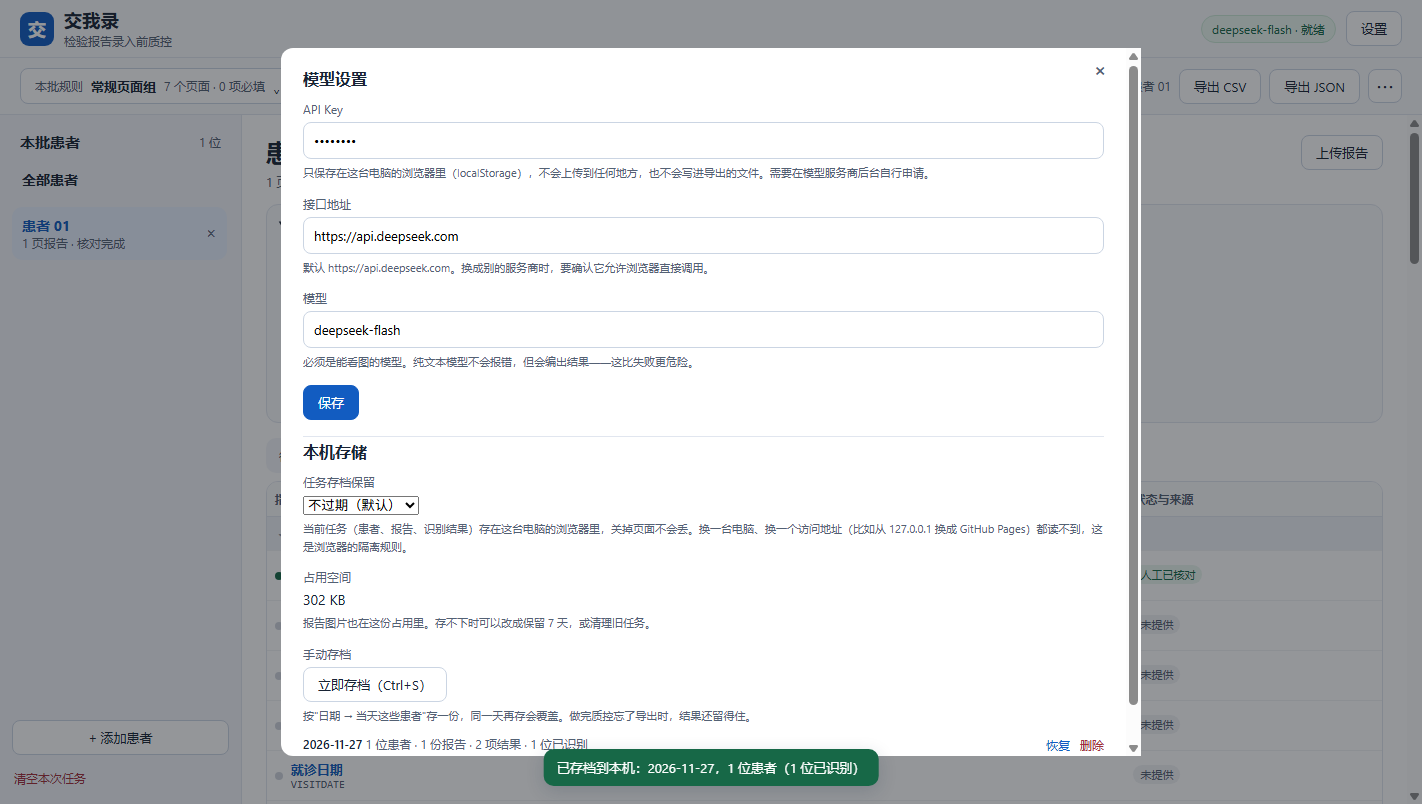 交 交我录
检验报告录入前质控
deepseek-flash · 就绪
设置
本批规则 常规页面组 7 个页面 · 0 项必填
者 01
导出 CSV
导出 JSON
···
本批患者 1 位
全部患者
患者 01
1 页报告 · 核对完成
×
+ 添加患者
清空本次任务
上传报告
模型设置
×
API Key
••••••••
只保存在这台电脑的浏览器里（localStorage），不会上传到任何地方，也不会写进导出的文件。需要在模型服务商后台自行申请。
接口地址
https://api.deepseek.com
默认 https://api.deepseek.com。换成别的服务商时，要确认它允许浏览器直接调用。
模型
deepseek-flash
必须是能看图的模型。纯文本模型不会报错，但会编出结果——这比失败更危险。
保存
本机存储
任务存档保留
不过期（默认）
当前任务（患者、报告、识别结果）存在这台电脑的浏览器里，关掉页面不会丢。换一台电脑、换一个访问地址（比如从 127.0.0.1 换成 GitHub Pages）都读不到，这
是浏览器的隔离规则。
占用空间
302 KB
报告图片也在这份占用里。存不下时可以改成保留 7 天，或清理旧任务。
手动存档
立即存档（Ctrl+S）
按"日期 → 当天这些患者"存一份，同一天再存会覆盖。做完质控忘了导出时，结果还留得住。
2026-11-27 1 位患者 · 1 份报告 · 2 项结果 · 1 位已识别
恢复 删除
已存档到本机：2026-11-27，1 位患者（1 位已识别）
患
1 页
状态与来源
人工已核对
未提供
未提供
未提供
未提供
就诊日期
VISITDATE
未提供